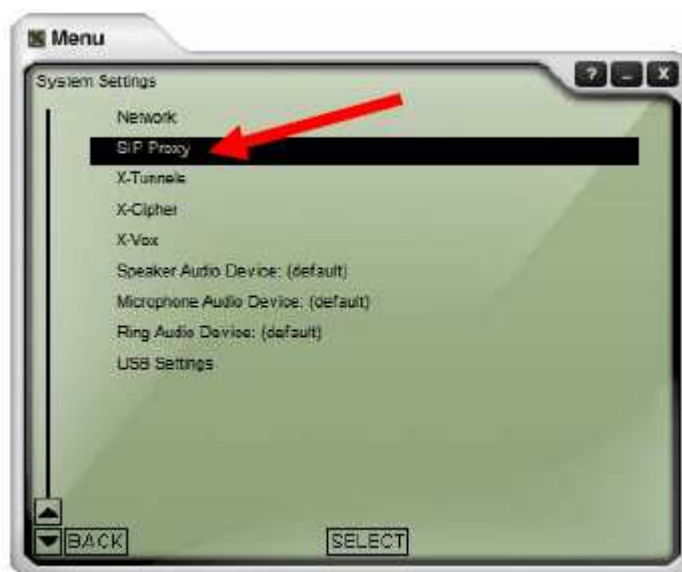 Menu
? – X
System Settings
Network
SIP Proxy
X-Tunnels
X-Cipher
X-Vox
Speaker Audio Device: (default)
Microphone Audio Device: (default)
Ring Audio Device: (default)
USB Settings
BACK SELECT